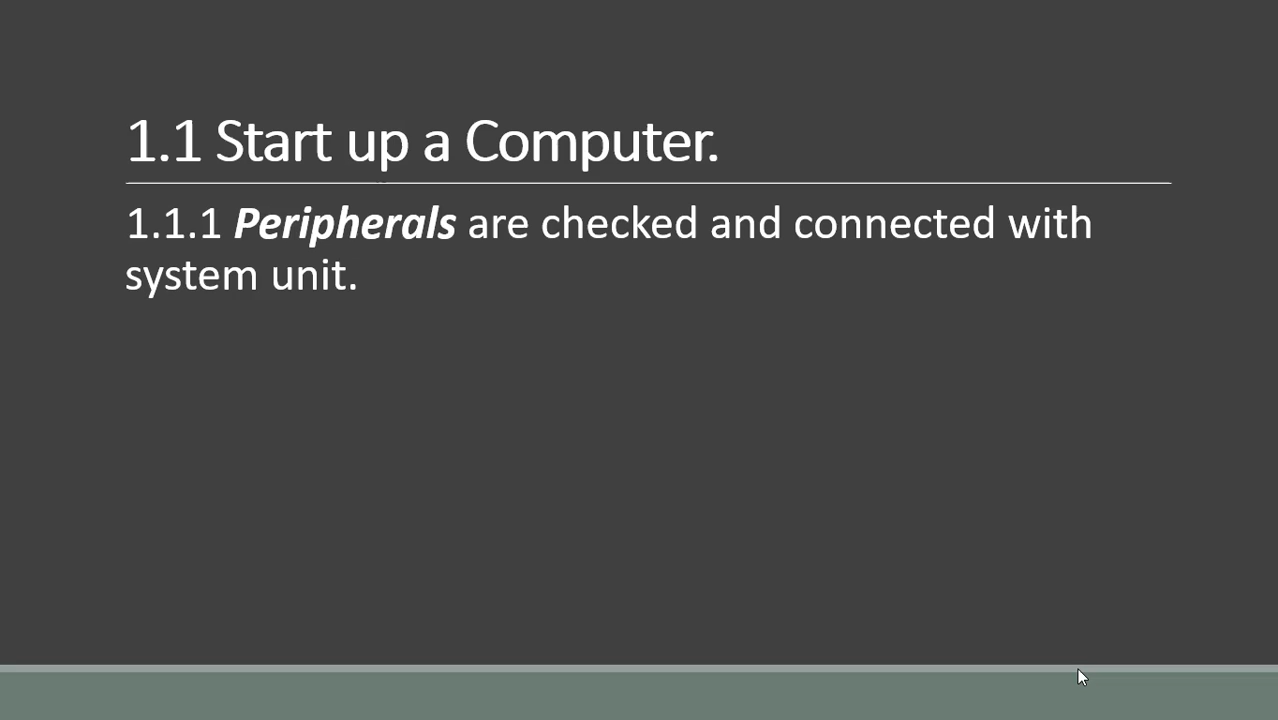 1.1 Start up a Computer.
1.1.1 Peripherals are checked and connected with
system unit.